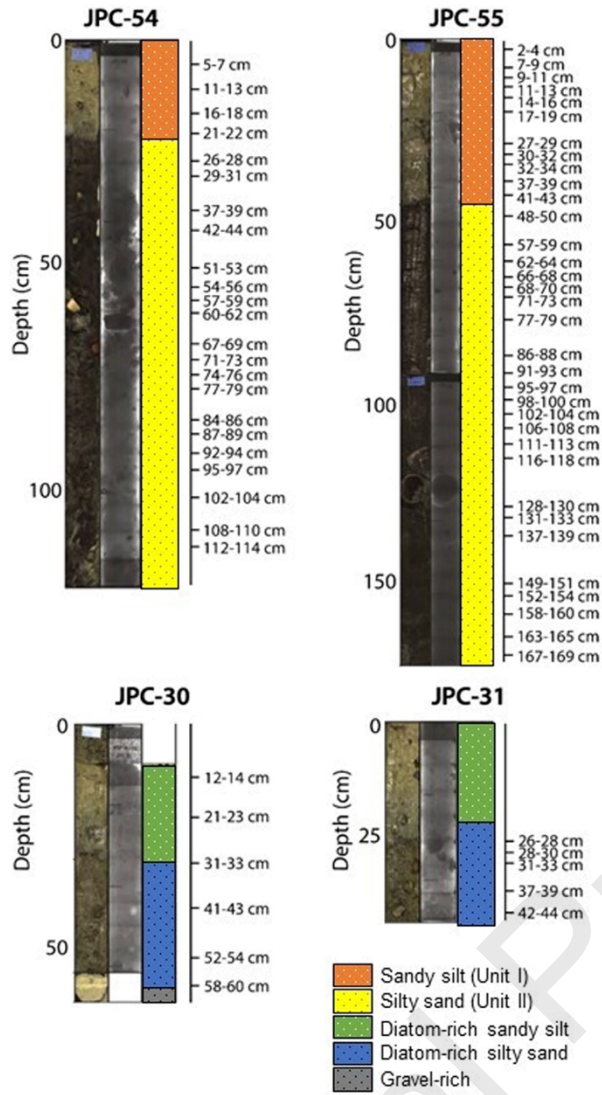 JPC-54
0
50
100
Depth (cm)
5-7 cm
11-13 cm
16-18 cm
21-22 cm
26-28 cm
29-31 cm
37-39 cm
42-44 cm
51-53 cm
54-56 cm
57-59 cm
60-62 cm
67-69 cm
71-73 cm
74-76 cm
77-79 cm
84-86 cm
87-89 cm
92-94 cm
95-97 cm
102-104 cm
108-110 cm
112-114 cm
JPC-55
0
50
100
150
Depth (cm)
2-4 cm
7-9 cm
9-11 cm
11-13 cm
14-16 cm
17-19 cm
27-29 cm
30-32 cm
32-34 cm
37-39 cm
41-43 cm
48-50 cm
57-59 cm
62-64 cm
66-68 cm
68-70 cm
71-73 cm
77-79 cm
86-88 cm
91-93 cm
95-97 cm
98-100 cm
102-104 cm
106-108 cm
111-113 cm
116-118 cm
128-130 cm
131-133 cm
137-139 cm
149-151 cm
152-154 cm
158-160 cm
163-165 cm
167-169 cm
JPC-30
0
50
Depth (cm)
12-14 cm
21-23 cm
31-33 cm
41-43 cm
52-54 cm
58-60 cm
JPC-31
0
25
Depth (cm)
26-28 cm
28-30 cm
31-33 cm
37-39 cm
42-44 cm
Sandy silt (Unit I)
Silty sand (Unit II)
Diatom-rich sandy silt
Diatom-rich silty sand
Gravel-rich